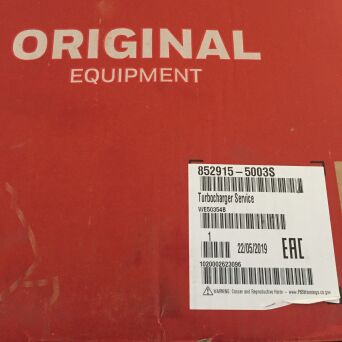 ORIGINAL
EQUIPMENT
852915-5003S
Turbocharger Service
1
22/05/2019
EAC
1020002623096
WARNING Cancer and Reproductive Harm - www.P65warnings.ca.gov